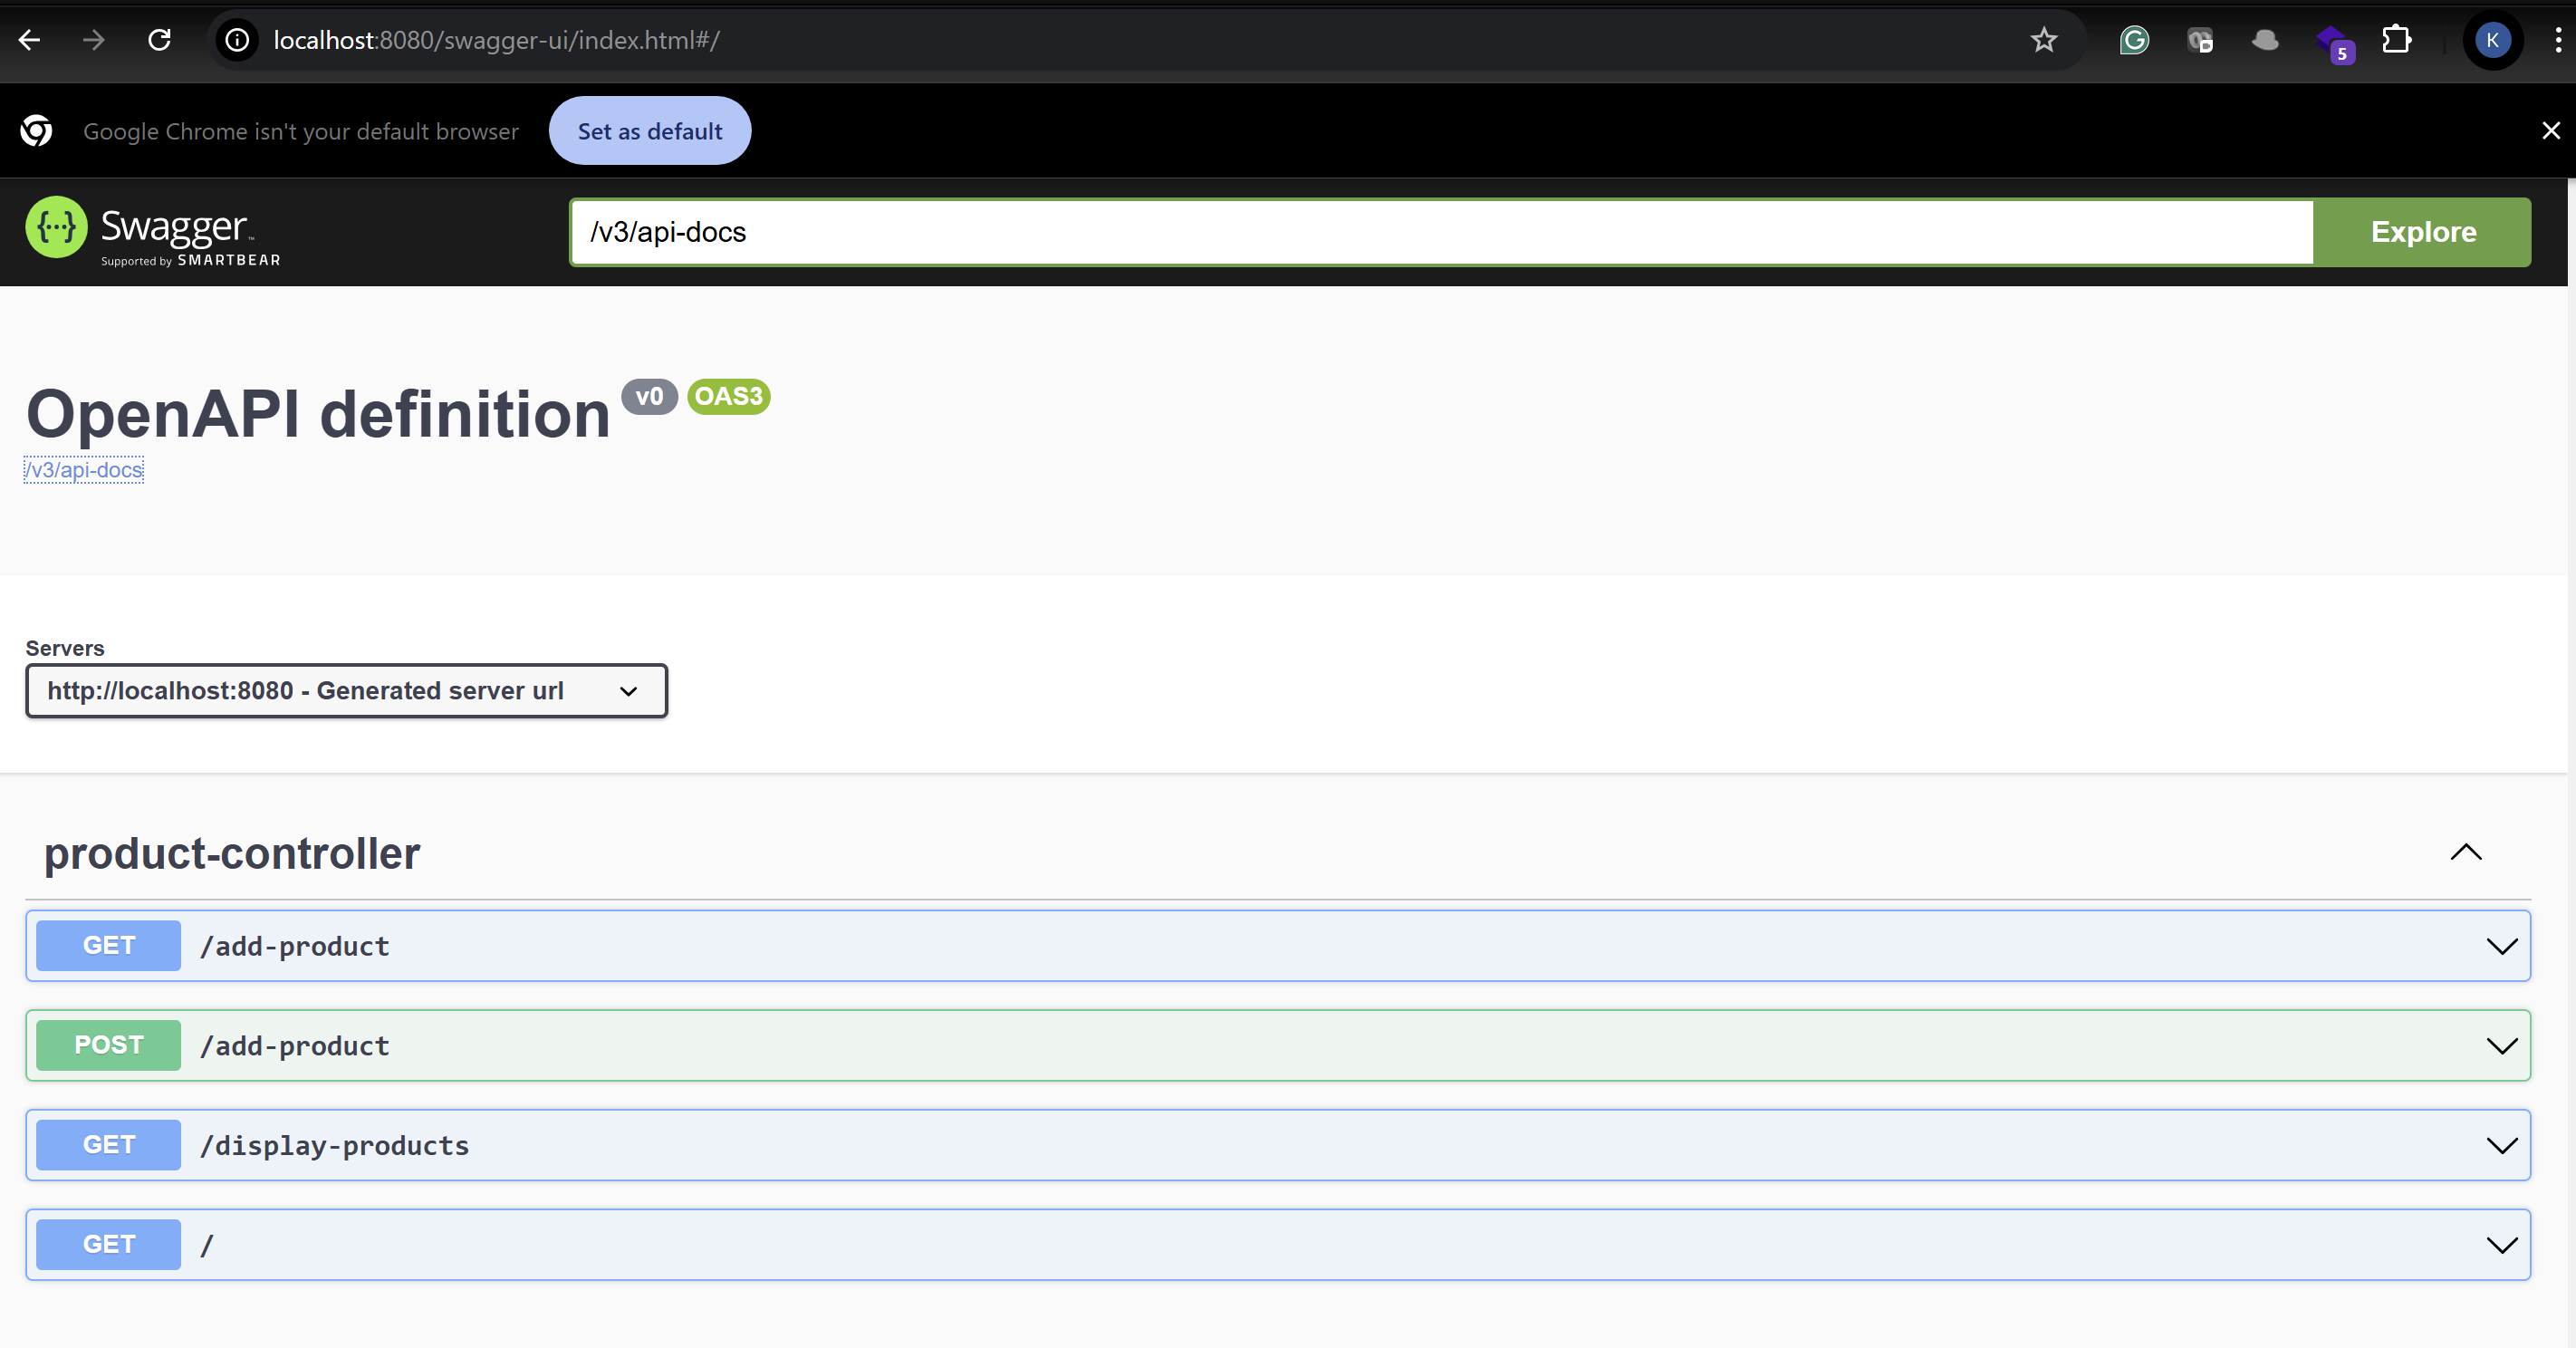 localhost:8080/swagger-ui/index.html#/
5
K
Google Chrome isn't your default browser
Set as default
{···} Swagger™
Supported by SMARTBEAR
/v3/api-docs
Explore
OpenAPI definition v0 OAS3
/v3/api-docs
Servers
http://localhost:8080 - Generated server url
product-controller
GET /add-product
POST /add-product
GET /display-products
GET /